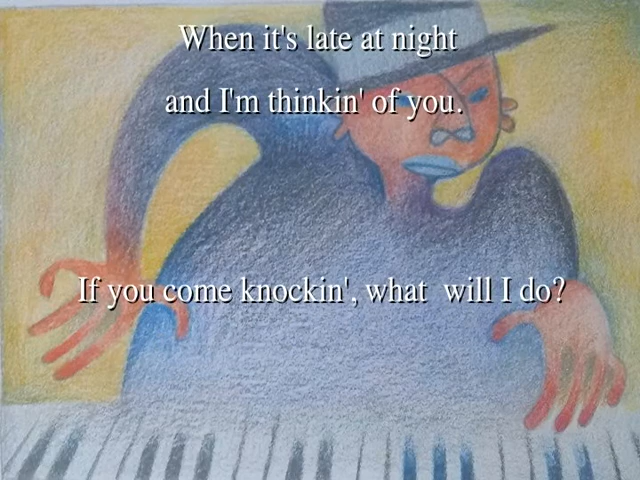 When it's late at night
and I'm thinkin' of you.
If you come knockin', what  will I do?